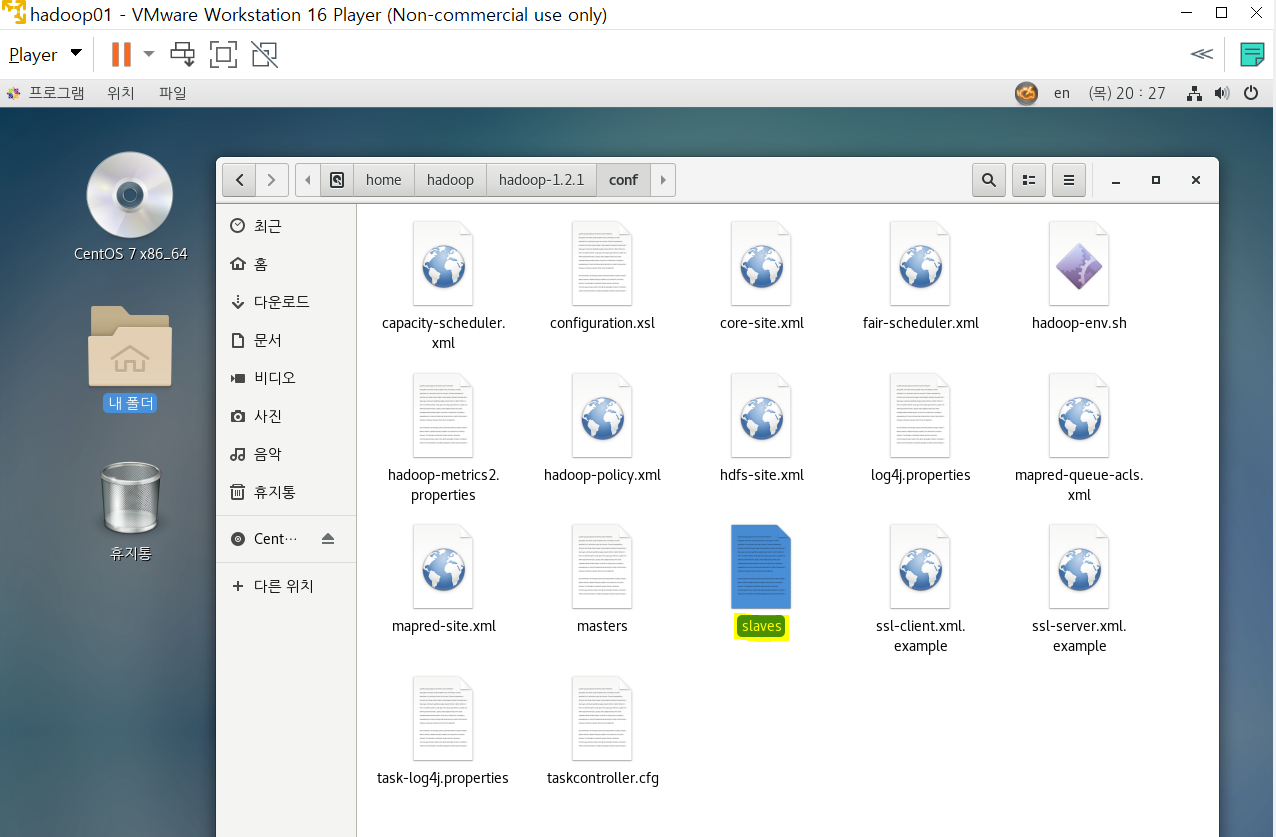 hadoop01 - VMware Workstation 16 Player (Non-commercial use only)
Player
프로그램 위치 파일 en (목) 20 : 27
home hadoop hadoop-1.2.1 conf
CentOS 7 x86_64
내 폴더
휴지통
최근
홈
다운로드
문서
비디오
사진
음악
휴지통
Cent…
+ 다른 위치
capacity-scheduler.
xml
configuration.xsl
core-site.xml
fair-scheduler.xml
hadoop-env.sh
hadoop-metrics2.
properties
hadoop-policy.xml
hdfs-site.xml
log4j.properties
mapred-queue-acls.
xml
mapred-site.xml
masters
slaves
ssl-client.xml.
example
ssl-server.xml.
example
task-log4j.properties
taskcontroller.cfg